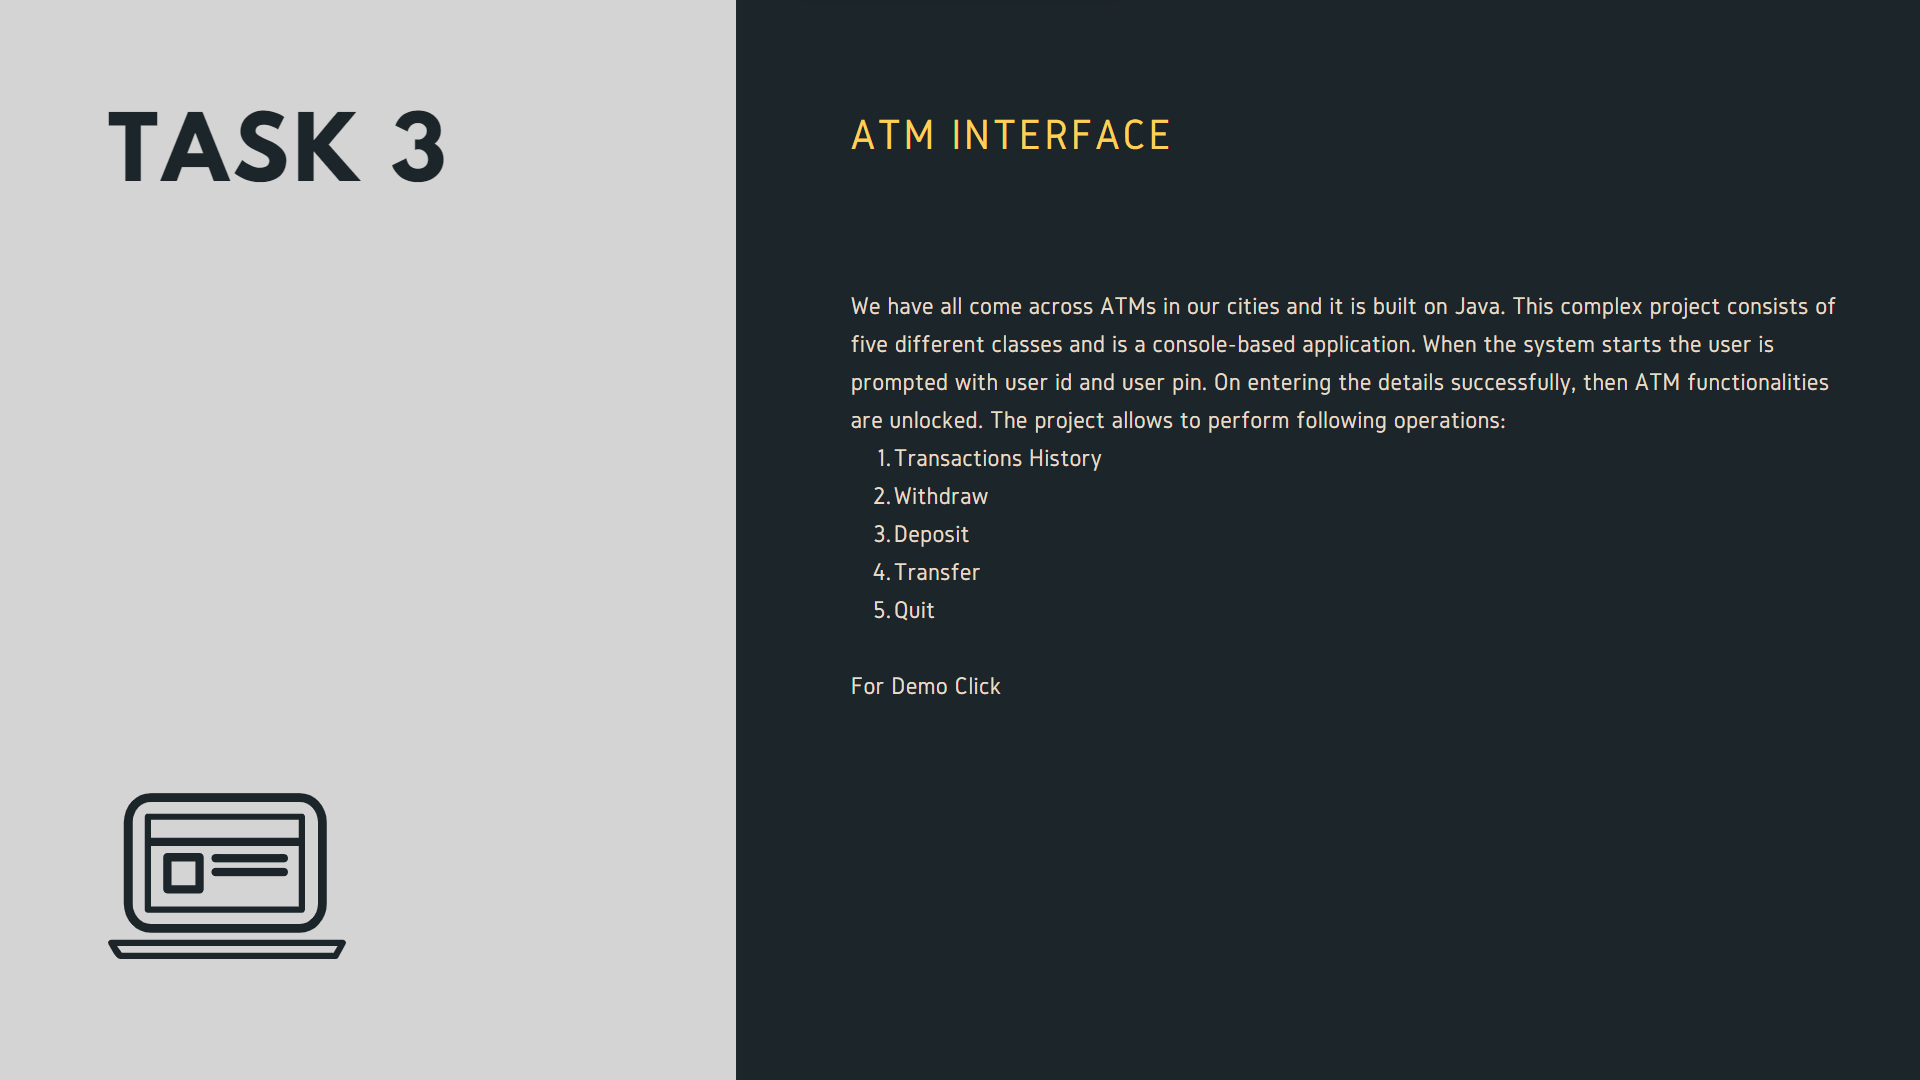 TASK 3
ATM INTERFACE
We have all come across ATMs in our cities and it is built on Java. This complex project consists of
five different classes and is a console-based application. When the system starts the user is
prompted with user id and user pin. On entering the details successfully, then ATM functionalities
are unlocked. The project allows to perform following operations:
1. Transactions History
2. Withdraw
3. Deposit
4. Transfer
5. Quit
For Demo Click